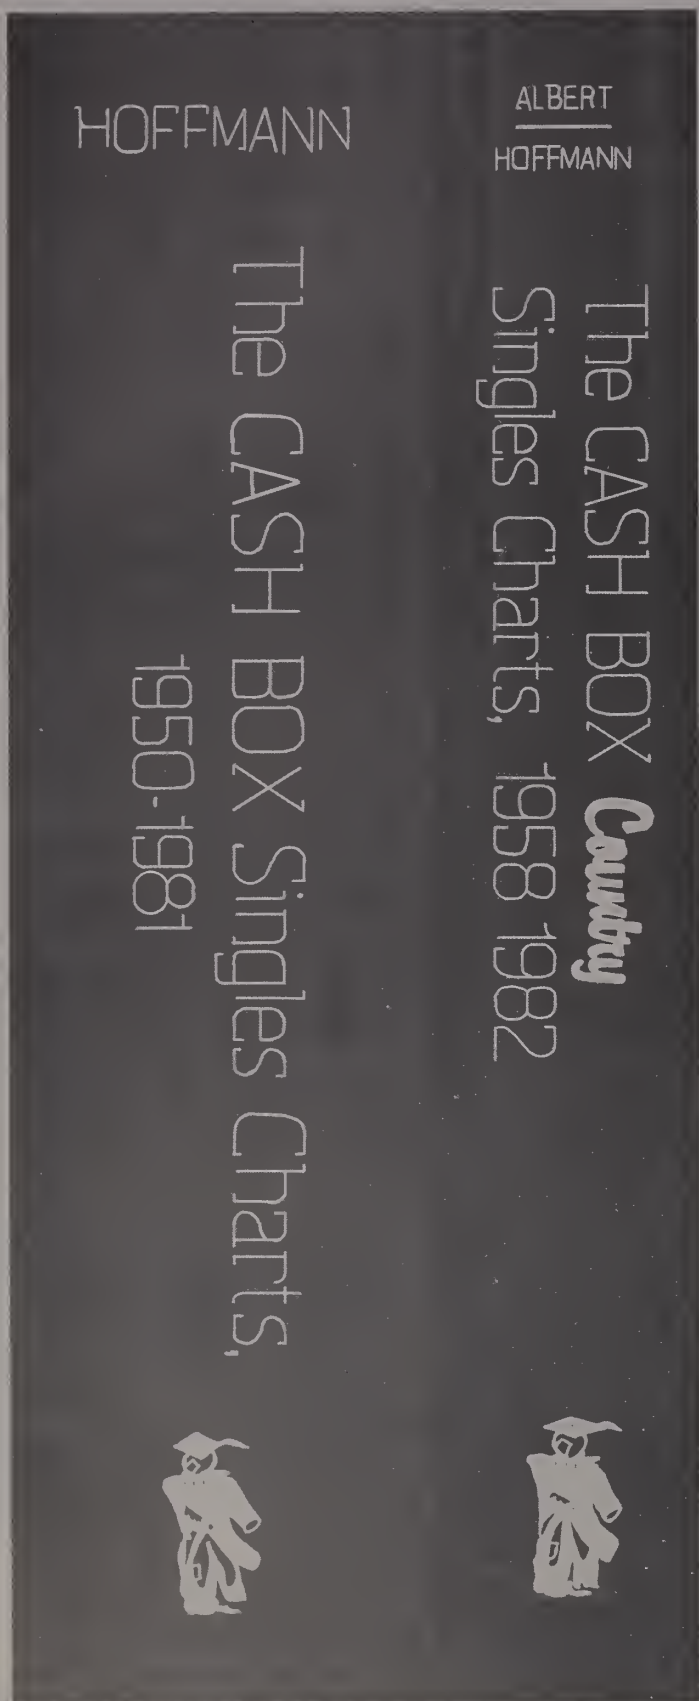 HOFFMANN
The CASH BOX Singles Charts,
1950-1981
ALBERT
HOFFMANN
The CASH BOX Country
Singles Charts, 1958 1982